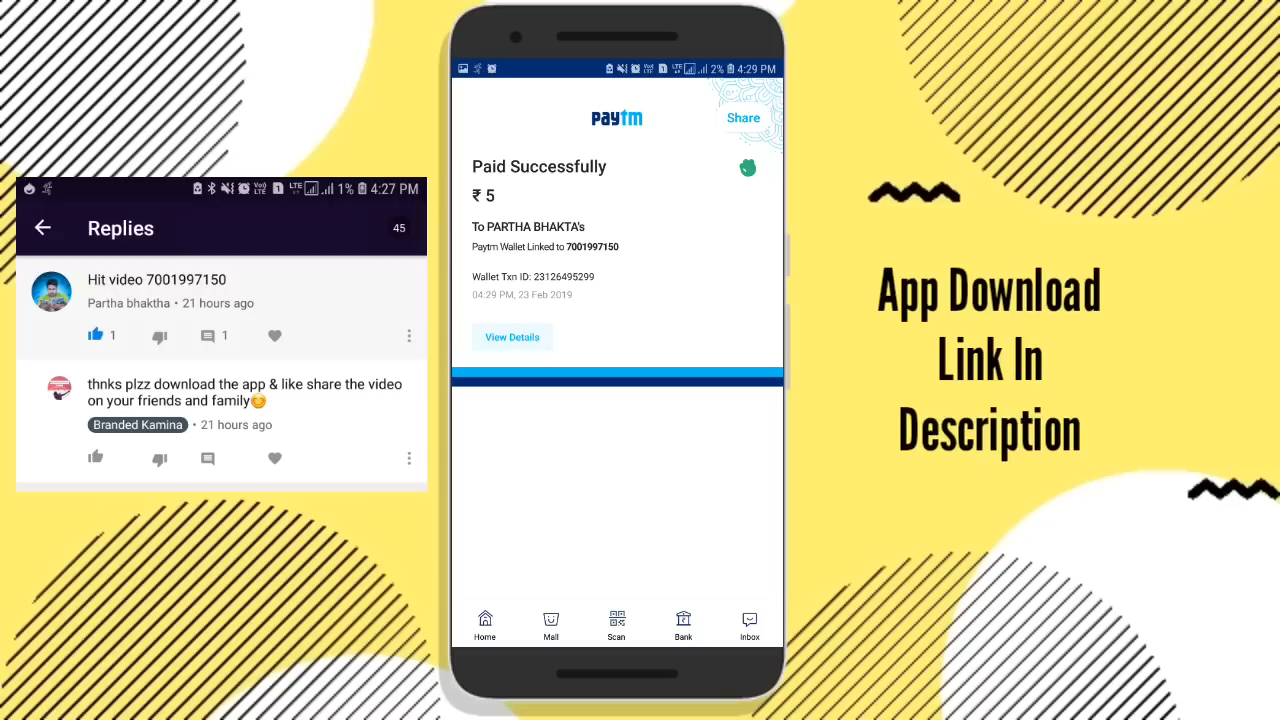 1% 4:27 PM
Replies
45
Hit video 7001997150
Partha bhaktha • 21 hours ago
1
1
thnks plzz download the app & like share the video
on your friends and family😊
Branded Kamina • 21 hours ago
LTE 2% 4:29 PM
paytm
Share
Paid Successfully
₹ 5
To PARTHA BHAKTA's
Paytm Wallet Linked to 7001997150
Wallet Txn ID: 23126495299
04:29 PM, 23 Feb 2019
View Details
Home
Mall
Scan
Bank
Inbox
App Download
Link In
Description